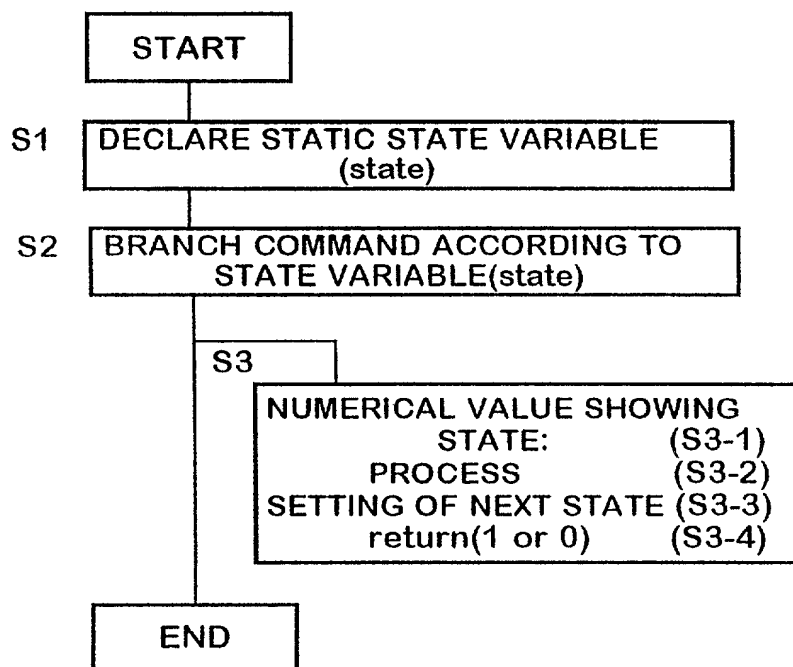 START
S1
DECLARE STATIC STATE VARIABLE
(state)
S2
BRANCH COMMAND ACCORDING TO
STATE VARIABLE(state)
S3
NUMERICAL VALUE SHOWING
STATE: (S3-1)
PROCESS (S3-2)
SETTING OF NEXT STATE (S3-3)
return(1 or 0) (S3-4)
END